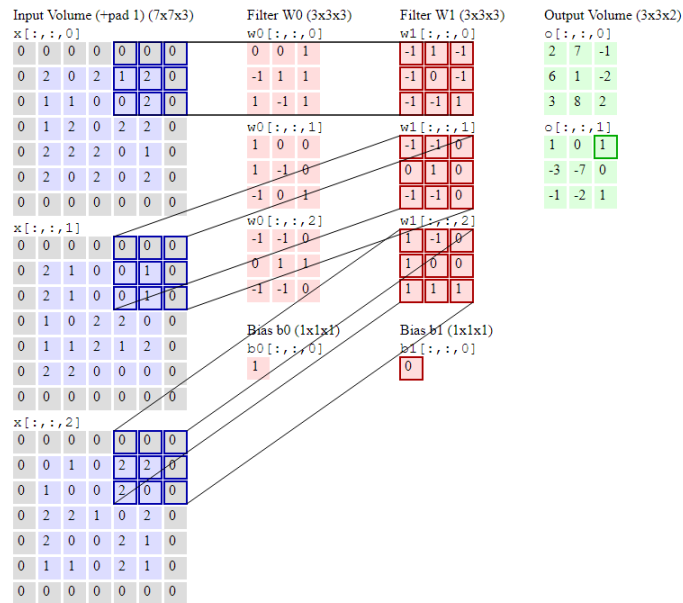 Input Volume (+pad 1) (7x7x3)
x[:,:,0]
0 0 0 0 0 0 0
0 2 0 2 1 2 0
0 1 1 0 0 2 0
0 1 2 0 2 2 0
0 2 2 2 0 1 0
0 2 0 2 0 2 0
0 0 0 0 0 0 0
x[:,:,1]
0 0 0 0 0 0 0
0 2 1 0 0 1 0
0 2 1 0 0 1 0
0 1 0 2 2 0 0
0 1 1 2 1 2 0
0 2 2 0 0 0 0
0 0 0 0 0 0 0
x[:,:,2]
0 0 0 0 0 0 0
0 0 1 0 2 2 0
0 1 0 0 2 0 0
0 2 2 1 0 2 0
0 2 0 0 2 1 0
0 1 1 0 2 1 0
0 0 0 0 0 0 0
Filter W0 (3x3x3)
w0[:,:,0]
0 0 1
-1 1 1
1 -1 1
w0[:,:,1]
1 0 0
1 -1 0
-1 0 1
w0[:,:,2]
-1 -1 0
0 1 1
-1 -1 0
Bias b0 (1x1x1)
b0[:,:,0]
1
Filter W1 (3x3x3)
w1[:,:,0]
-1 1 -1
-1 0 -1
-1 -1 1
w1[:,:,1]
-1 -1 0
0 1 0
-1 -1 0
w1[:,:,2]
1 -1 0
1 0 0
1 1 1
Bias b1 (1x1x1)
b1[:,:,0]
0
Output Volume (3x3x2)
o[:,:,0]
2 7 -1
6 1 -2
3 8 2
o[:,:,1]
1 0 1
-3 -7 0
-1 -2 1